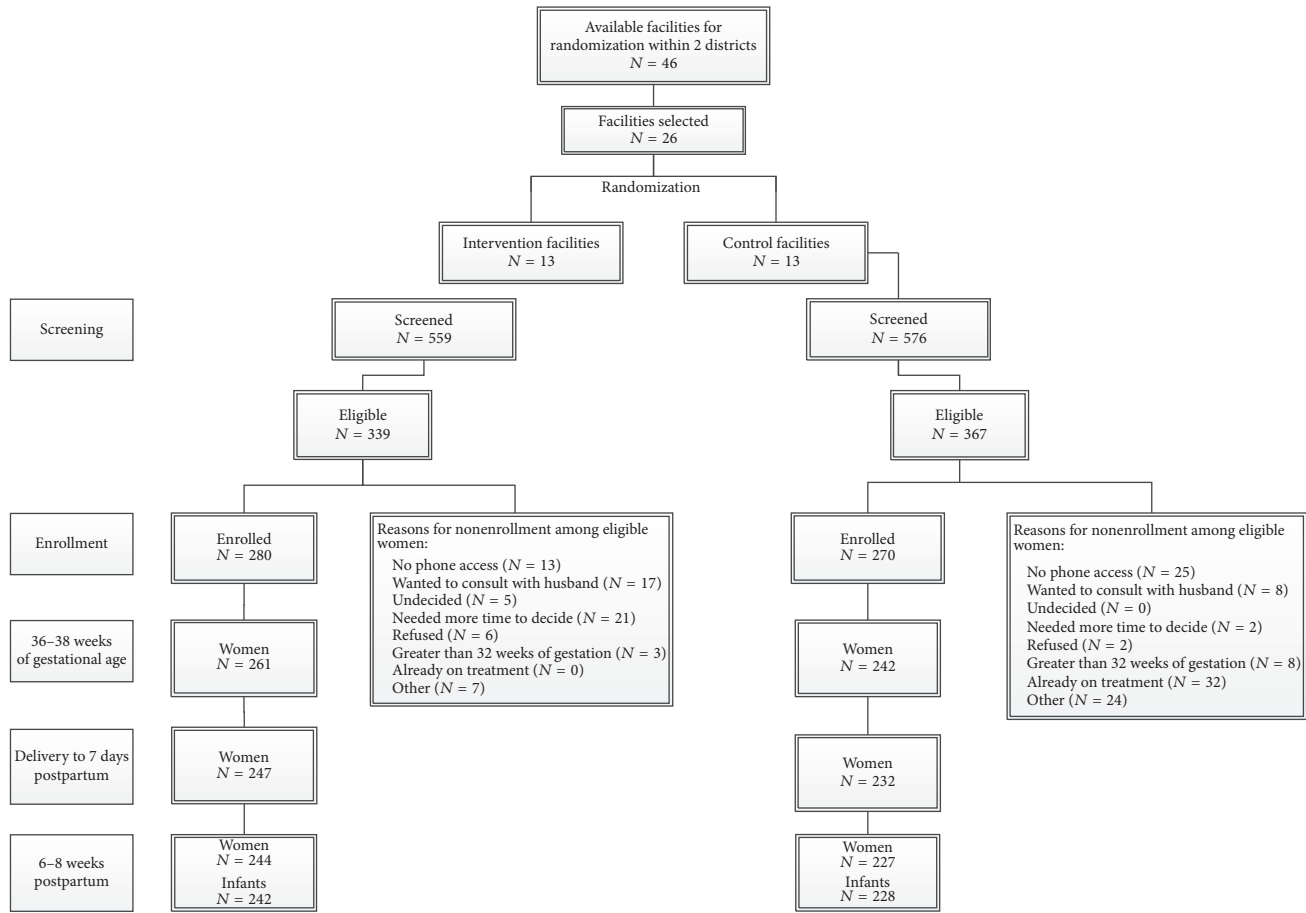 Available facilities for
randomization within 2 districts
N = 46
Facilities selected
N = 26
Randomization
Intervention facilities
N = 13
Control facilities
N = 13
Screening
Screened
N = 559
Screened
N = 576
Eligible
N = 339
Eligible
N = 367
Enrollment
Enrolled
N = 280
Reasons for nonenrollment among eligible
women:
No phone access (N = 13)
Wanted to consult with husband (N = 17)
Undecided (N = 5)
Needed more time to decide (N = 21)
Refused (N = 6)
Greater than 32 weeks of gestation (N = 3)
Already on treatment (N = 0)
Other (N = 7)
Enrolled
N = 270
Reasons for nonenrollment among eligible
women:
No phone access (N = 25)
Wanted to consult with husband (N = 8)
Undecided (N = 0)
Needed more time to decide (N = 2)
Refused (N = 2)
Greater than 32 weeks of gestation (N = 8)
Already on treatment (N = 32)
Other (N = 24)
36–38 weeks
of gestational age
Women
N = 261
Women
N = 242
Delivery to 7 days
postpartum
Women
N = 247
Women
N = 232
6–8 weeks
postpartum
Women
N = 244
Infants
N = 242
Women
N = 227
Infants
N = 228